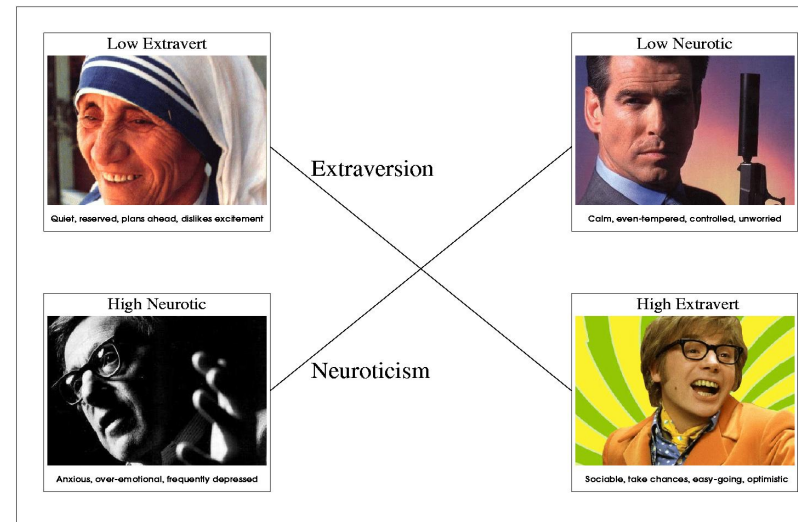 Low Extravert
Quiet, reserved, plans ahead, dislikes excitement
Low Neurotic
Calm, even-tempered, controlled, unworried
Extraversion
Neuroticism
High Neurotic
Anxious, over-emotional, frequently depressed
High Extravert
Sociable, take chances, easy-going, optimistic